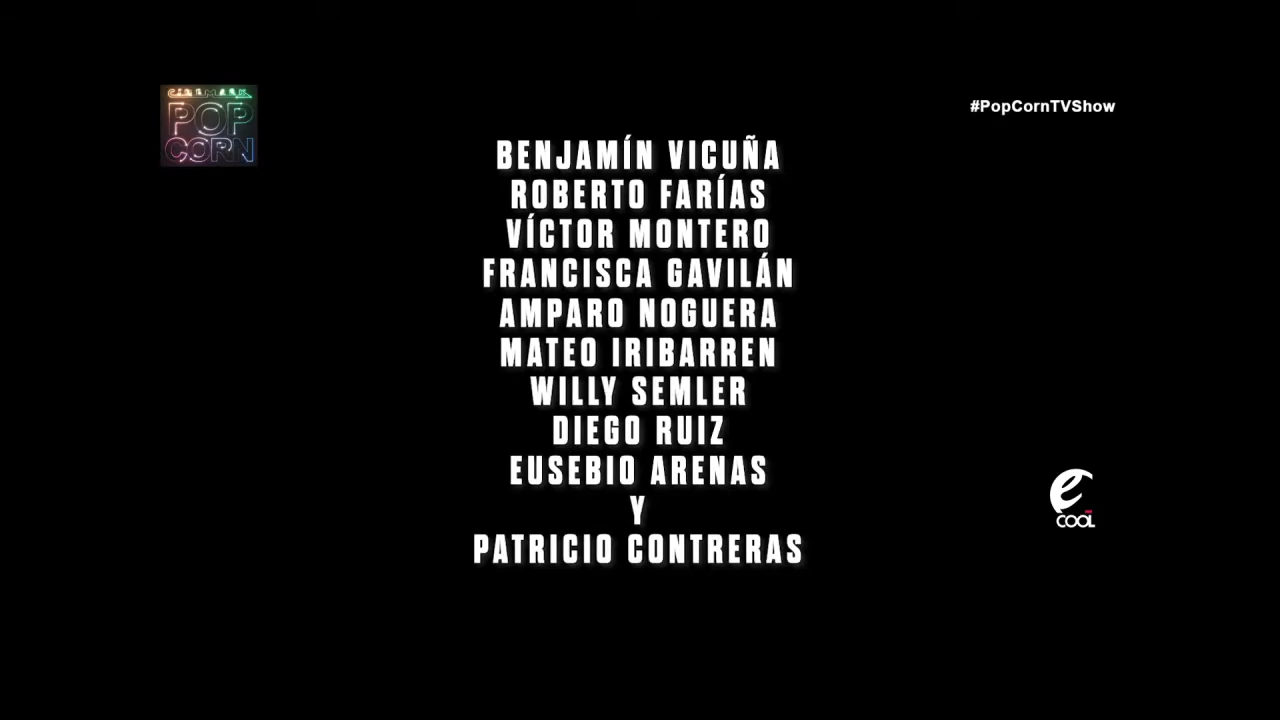 CINEMARK
POP
CORN
#PopCornTVShow
BENJAMÍN VICUÑA
ROBERTO FARÍAS
VÍCTOR MONTERO
FRANCISCA GAVILÁN
AMPARO NOGUERA
MATEO IRIBARREN
WILLY SEMLER
DIEGO RUIZ
EUSEBIO ARENAS
Y
PATRICIO CONTRERAS
e
COOL